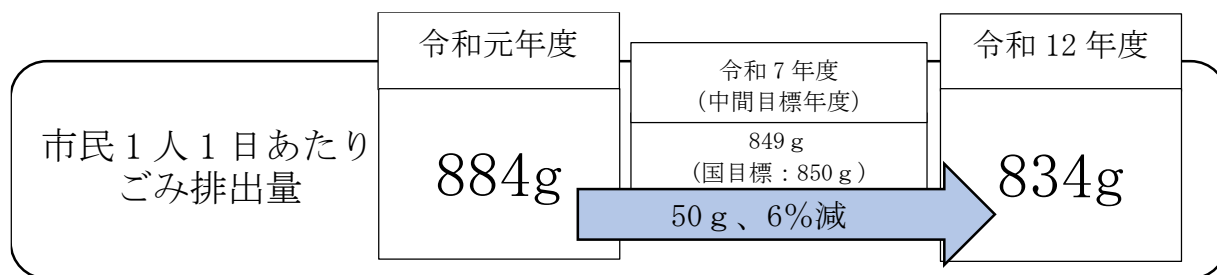 市民１人１日あたり
ごみ排出量
令和元年度
884g
令和７年度
（中間目標年度）
849ｇ
（国目標：850ｇ）
50ｇ、6％減
令和 12 年度
834g